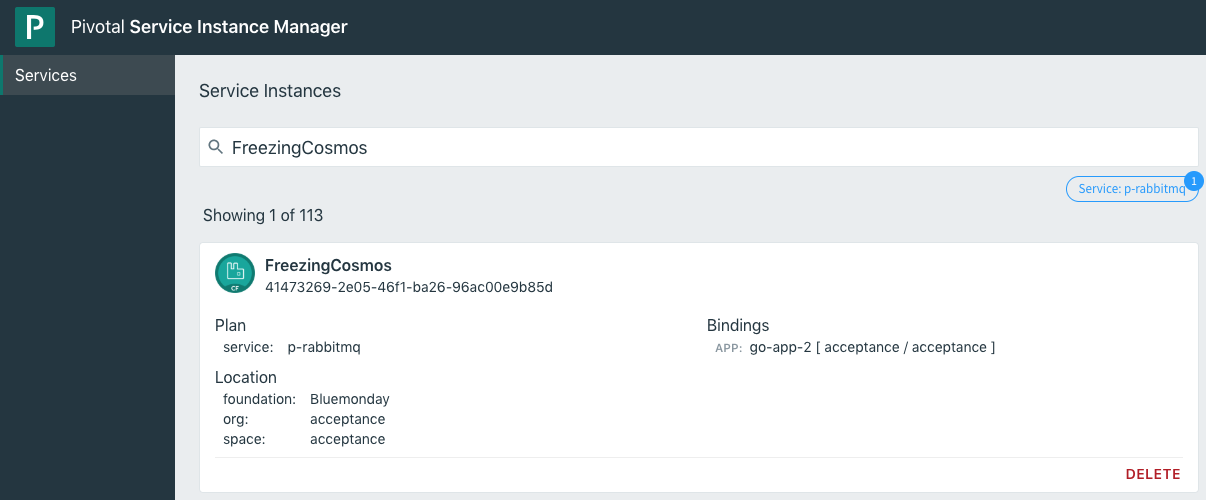 P Pivotal Service Instance Manager
Services
Service Instances
FreezingCosmos
Service: p-rabbitmq 1
Showing 1 of 113
FreezingCosmos
CF 41473269-2e05-46f1-ba26-96ac00e9b85d
Plan
service: p-rabbitmq
Bindings
APP: go-app-2 [ acceptance / acceptance ]
Location
foundation: Bluemonday
org: acceptance
space: acceptance
DELETE